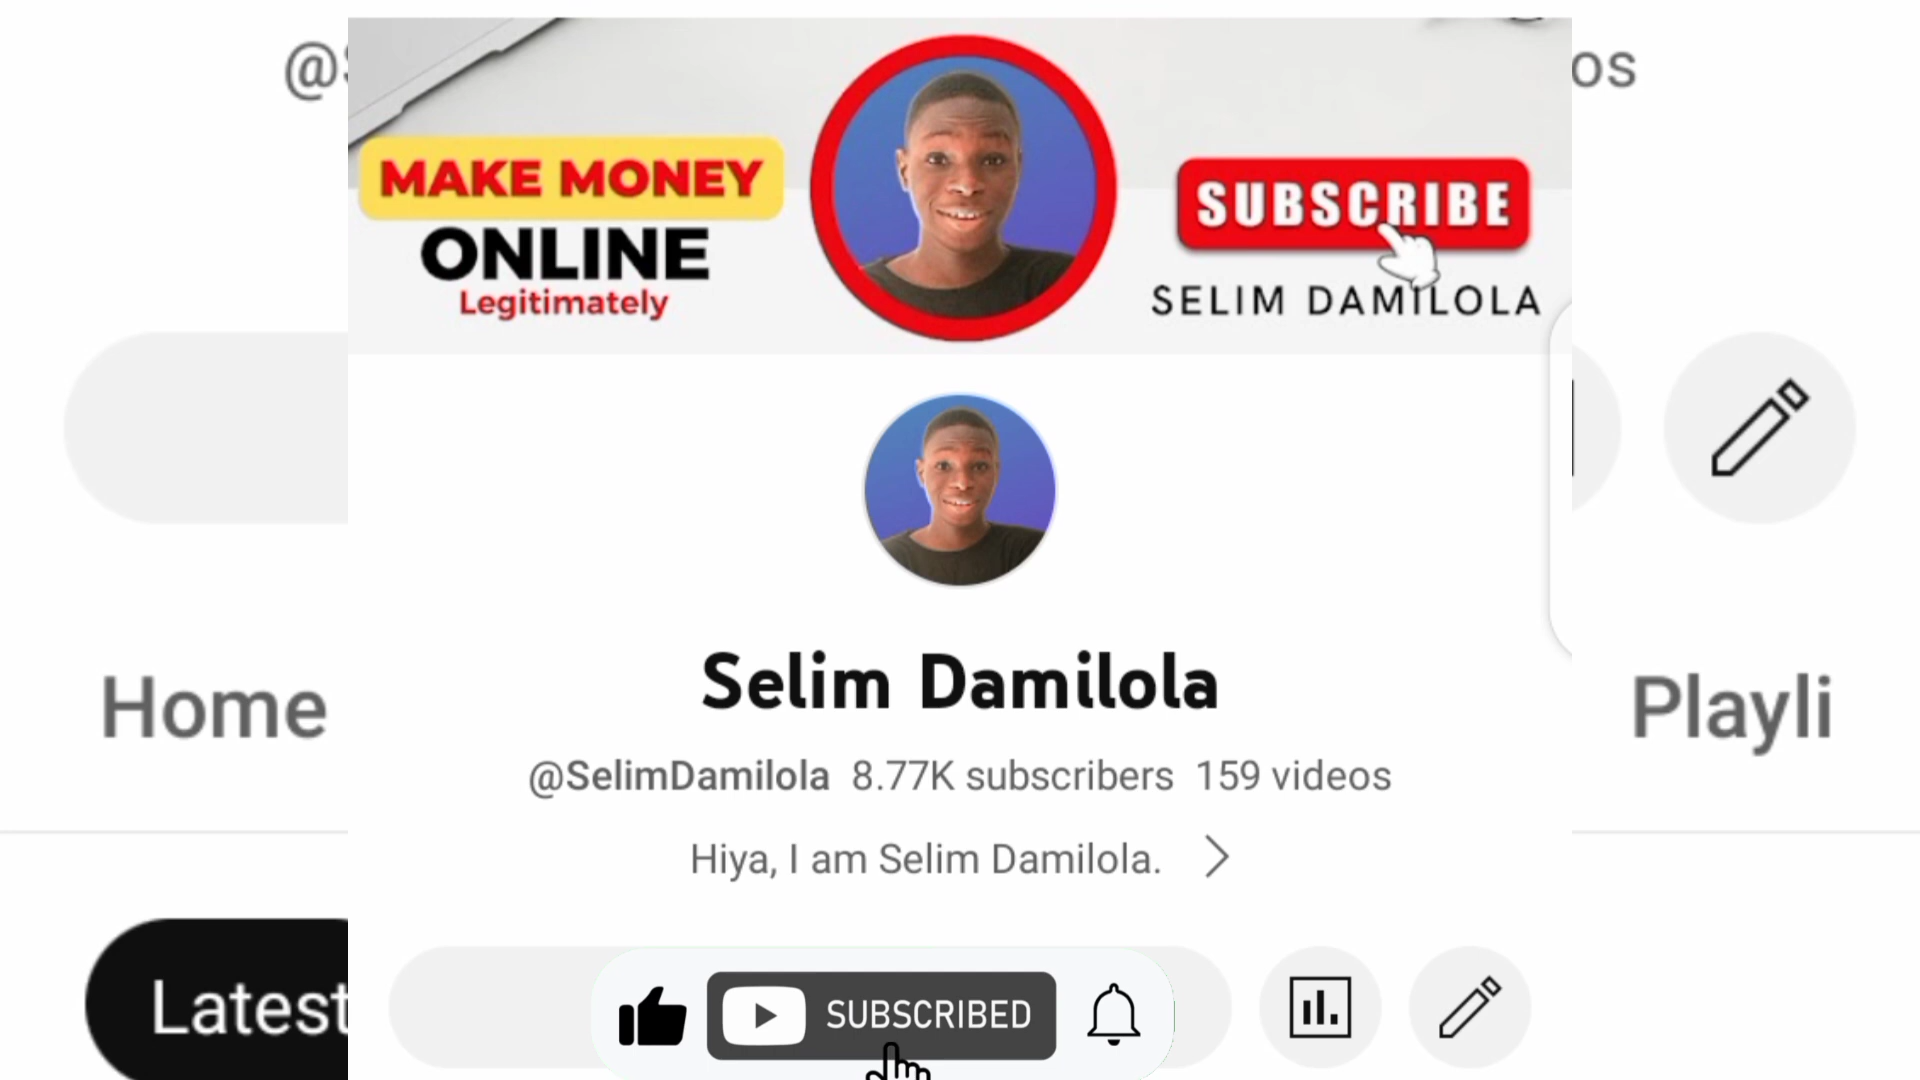 MAKE MONEY
ONLINE
Legitimately
SUBSCRIBE
SELIM DAMILOLA
Selim Damilola
@SelimDamilola 8.77K subscribers 159 videos
Hiya, I am Selim Damilola.
SUBSCRIBED
Home
Playli
Latest